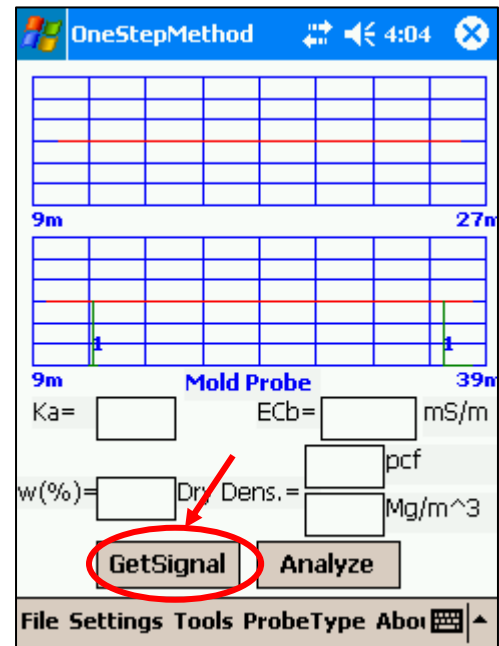 OneStepMethod 4:04
9m 27m
1 1
9m Mold Probe 39m
Ka= ECb= mS/m
pcf
w(%)= Dry Dens.=
Mg/m^3
GetSignal Analyze
File Settings Tools ProbeType Abou